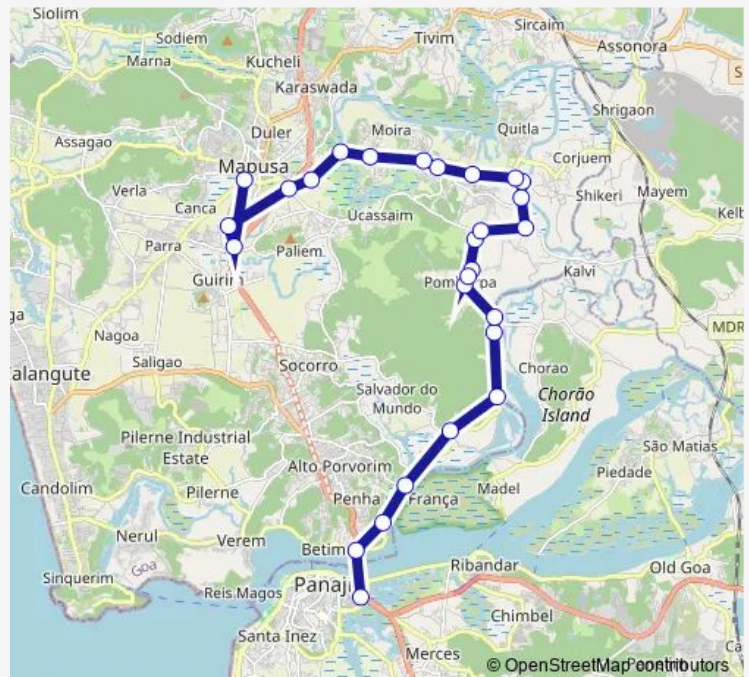 Siolim
Sircaim
Tivim
Assonora
Sodiem
Marna
Kucheli
Karaswada
Shrigaon
Duler
Moira
Quitla
Assagao
Mapusa
Corjuem
Verla
Shikeri
Mayem
Canca
Ucassaim
Kelb
Parra
Paliem
Guirim
Kalvi
MDR
Nagoa
Saligao
Socorro
Chorao
alangute
Salvador do
Mundo
Chorão
Island
Pilerne Industrial
Estate
São Matias
Alto Porvorim
Piedade
Candolim
Pilerne
Penha
França
Madel
Nerul
Verem
Betim
Goa
Ribandar
Old Goa
Sinquerim
Reis Magos
Panaji
Chimbel
Santa Inez
Merces
© OpenStreetMap contributors